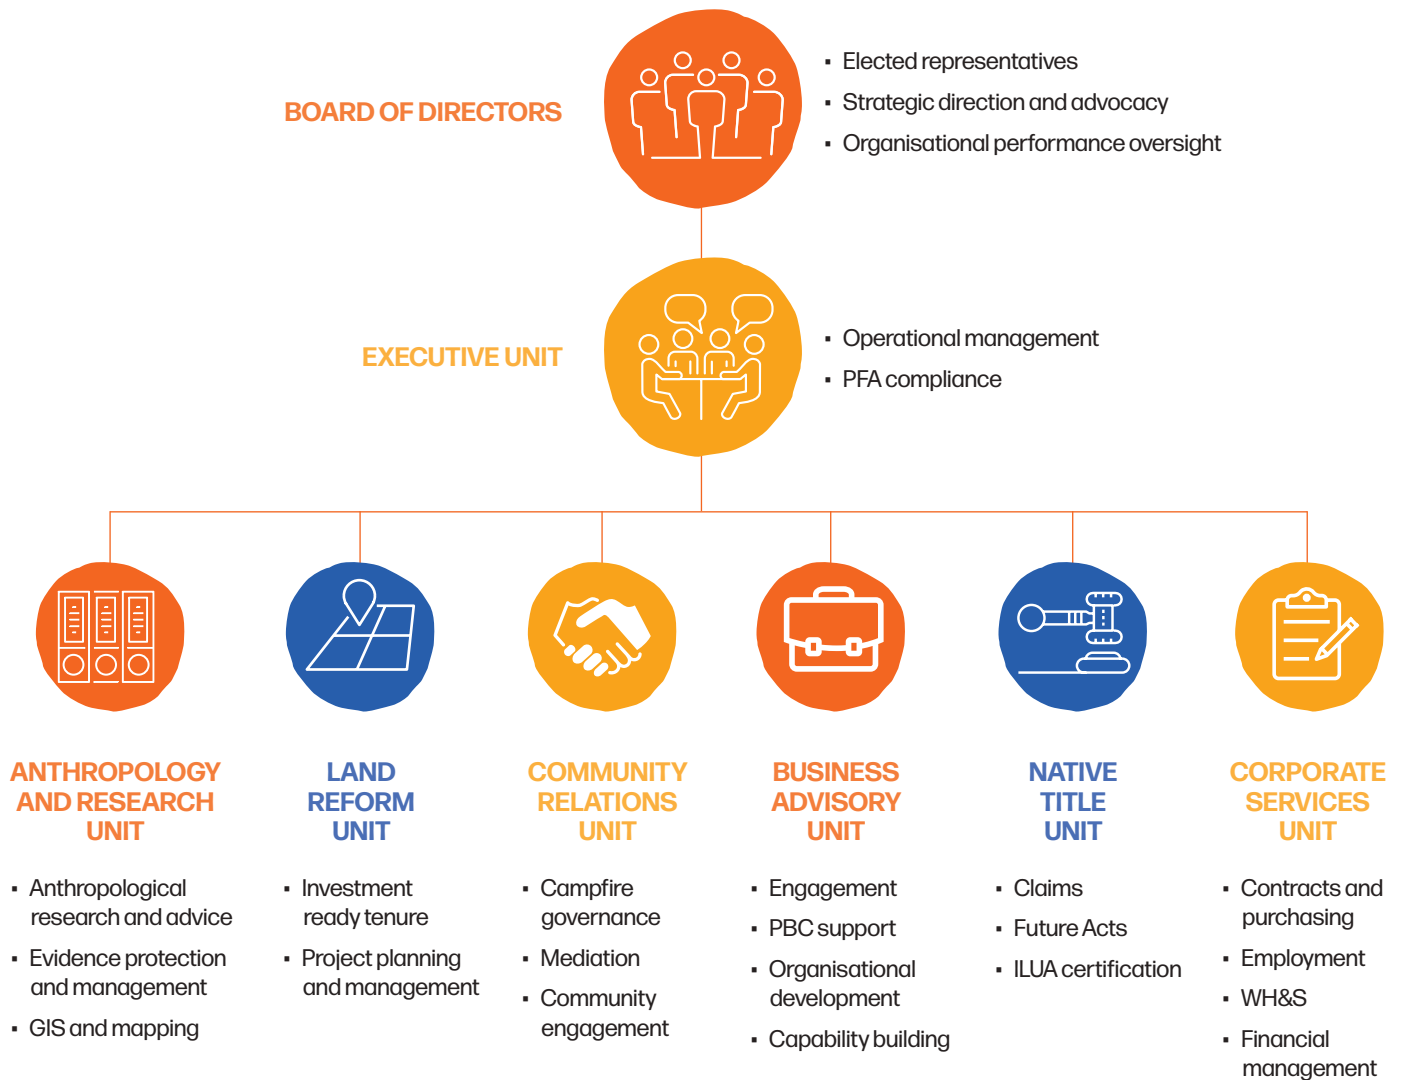 BOARD OF DIRECTORS
▪ Elected representatives
▪ Strategic direction and advocacy
▪ Organisational performance oversight
EXECUTIVE UNIT
▪ Operational management
▪ PFA compliance
ANTHROPOLOGY
AND RESEARCH
UNIT
▪ Anthropological
research and advice
▪ Evidence protection
and management
▪ GIS and mapping
LAND
REFORM
UNIT
▪ Investment
ready tenure
▪ Project planning
and management
COMMUNITY
RELATIONS
UNIT
▪ Campfire
governance
▪ Mediation
▪ Community
engagement
BUSINESS
ADVISORY
UNIT
▪ Engagement
▪ PBC support
▪ Organisational
development
▪ Capability building
NATIVE
TITLE
UNIT
▪ Claims
▪ Future Acts
▪ ILUA certification
CORPORATE
SERVICES
UNIT
▪ Contracts and
purchasing
▪ Employment
▪ WH&S
▪ Financial
management